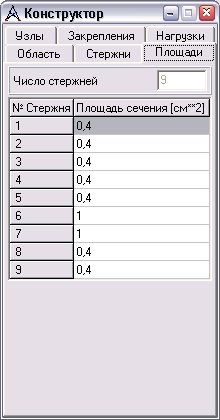 Конструктор
Узлы Закрепления Нагрузки
Область Стержни Площади
Число стержней 9
№ Стержня Площадь сечения [см**2]
1 0,4
2 0,4
3 0,4
4 0,4
5 0,4
6 1
7 1
8 0,4
9 0,4